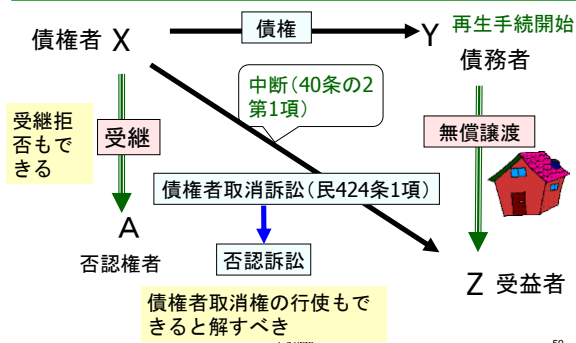 債権者 X
債権
Y
再生手続開始
債務者
中断（40条の2
第1項）
受継拒
否もで
きる
受継
無償譲渡
債権者取消訴訟（民424条1項）
A
否認権者
否認訴訟
Z 受益者
債権者取消権の行使もで
きると解すべき